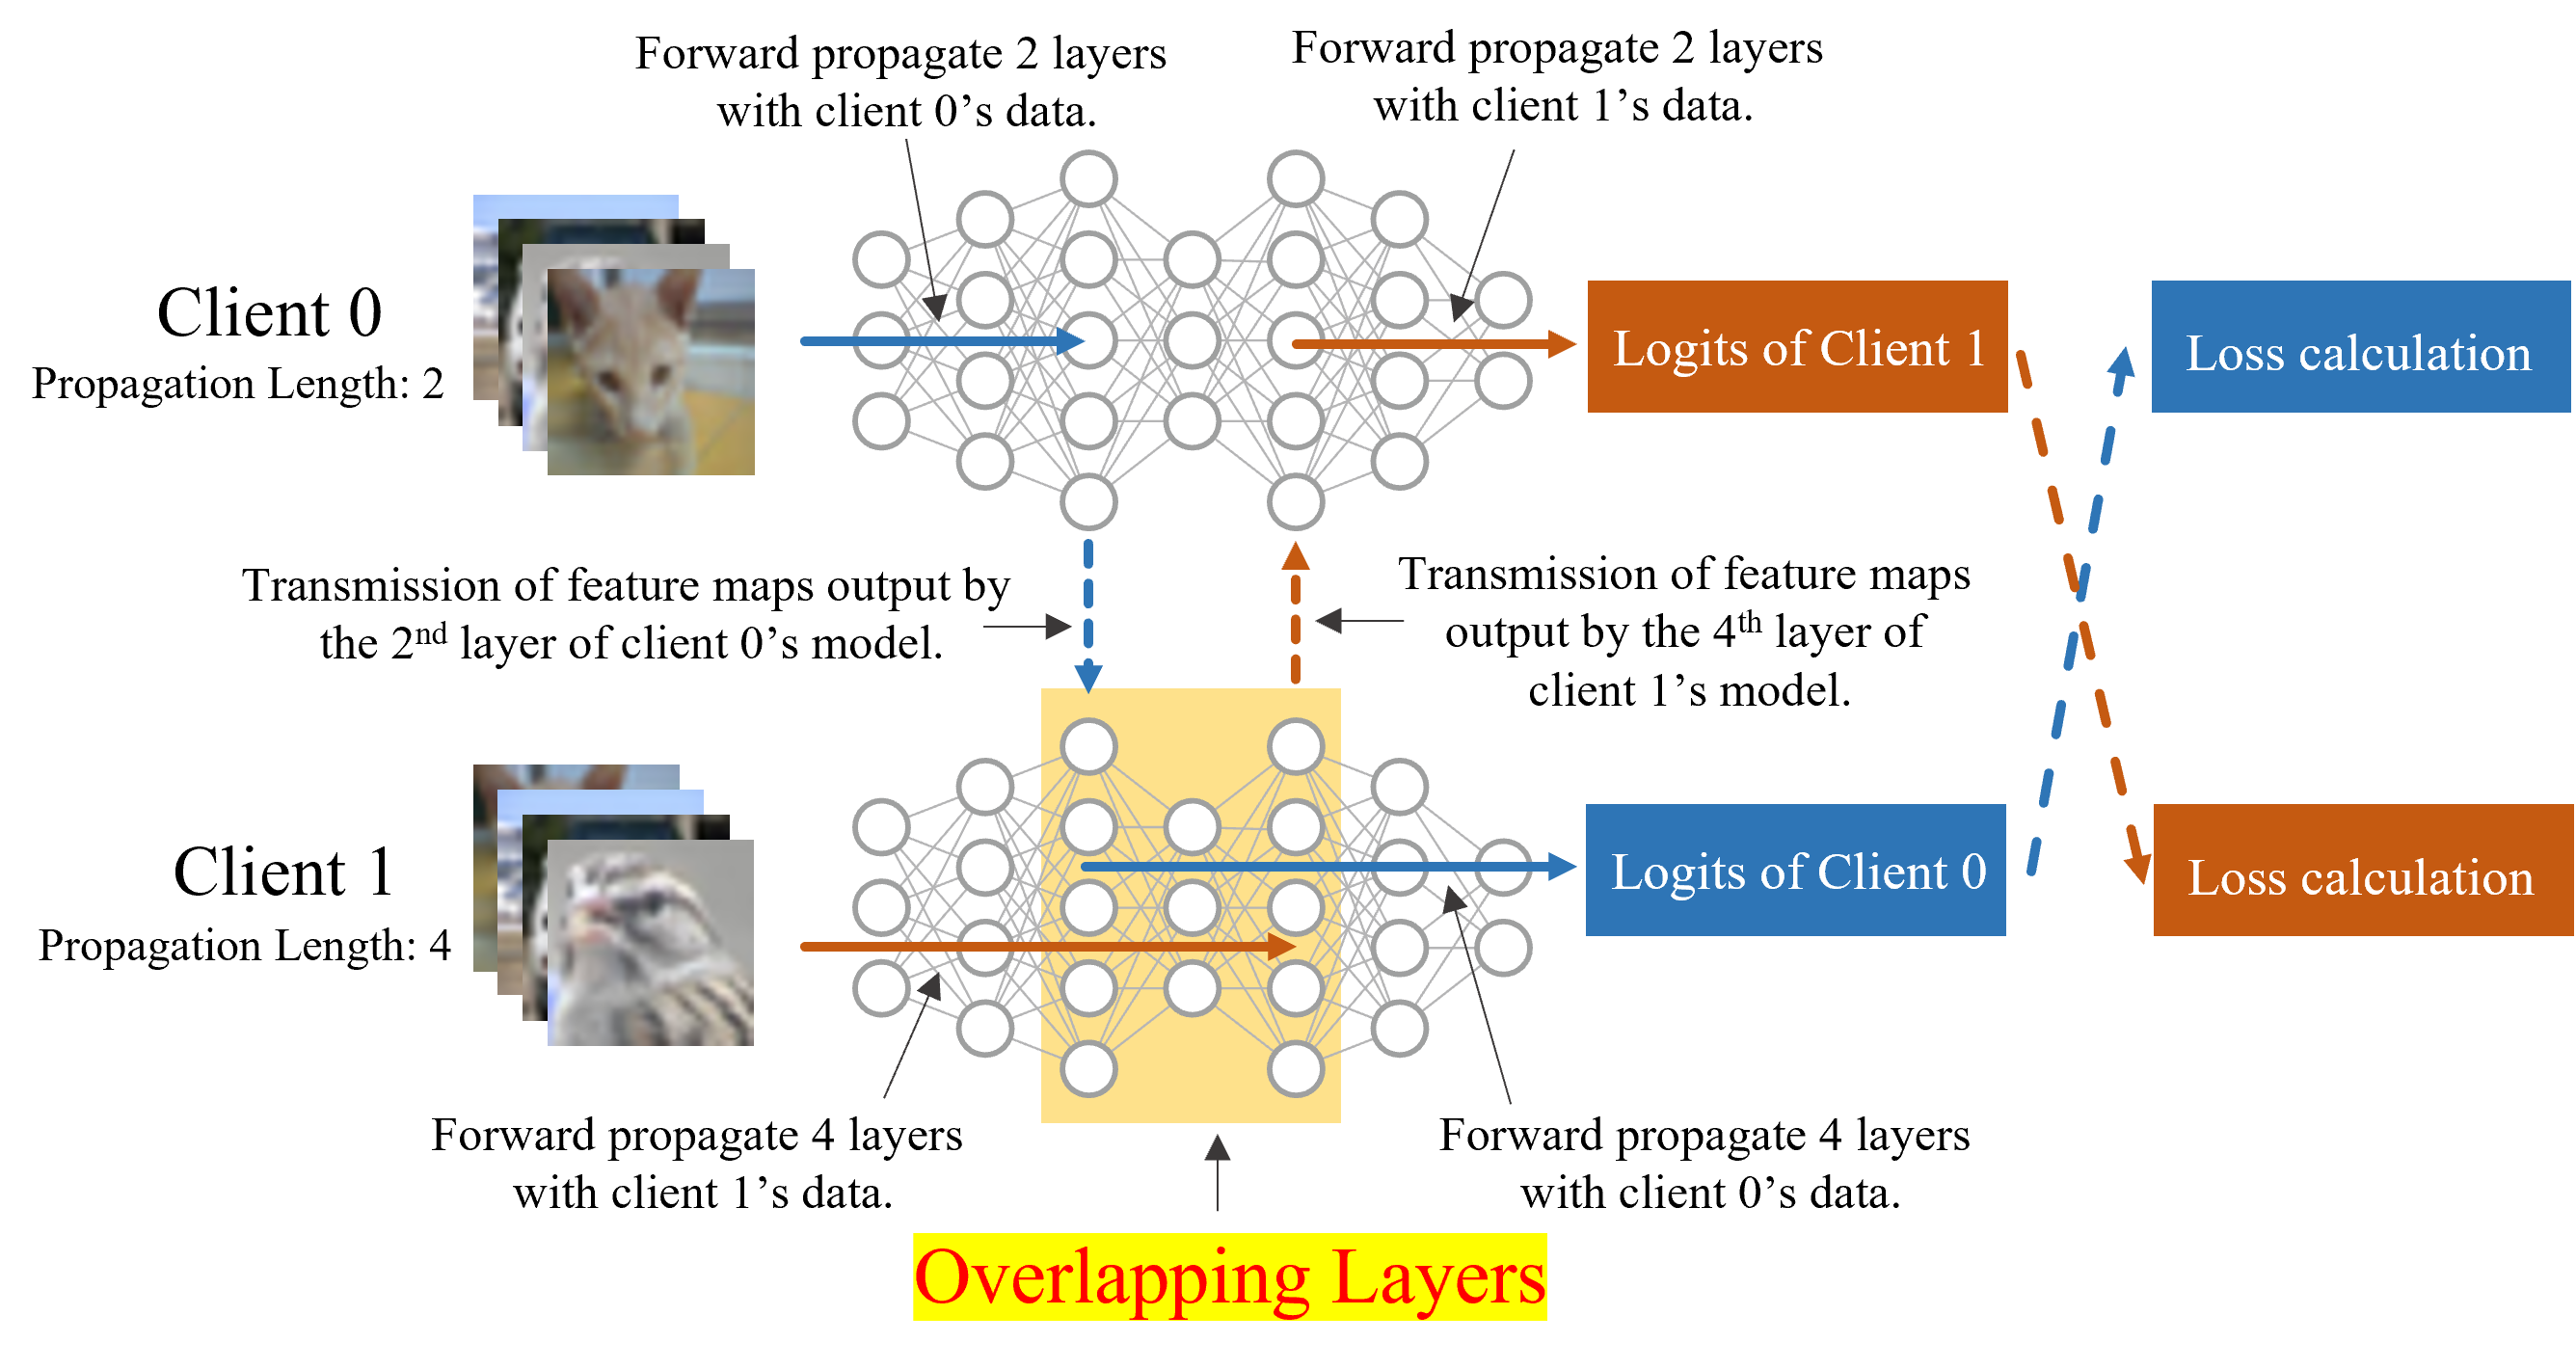 Forward propagate 2 layers
with client 0’s data.
Forward propagate 2 layers
with client 1’s data.
Client 0
Propagation Length: 2
Logits of Client 1
Loss calculation
Transmission of feature maps output by
the 2nd layer of client 0’s model.
Transmission of feature maps
output by the 4th layer of
client 1’s model.
Client 1
Propagation Length: 4
Logits of Client 0
Loss calculation
Forward propagate 4 layers
with client 1’s data.
Forward propagate 4 layers
with client 0’s data.
Overlapping Layers